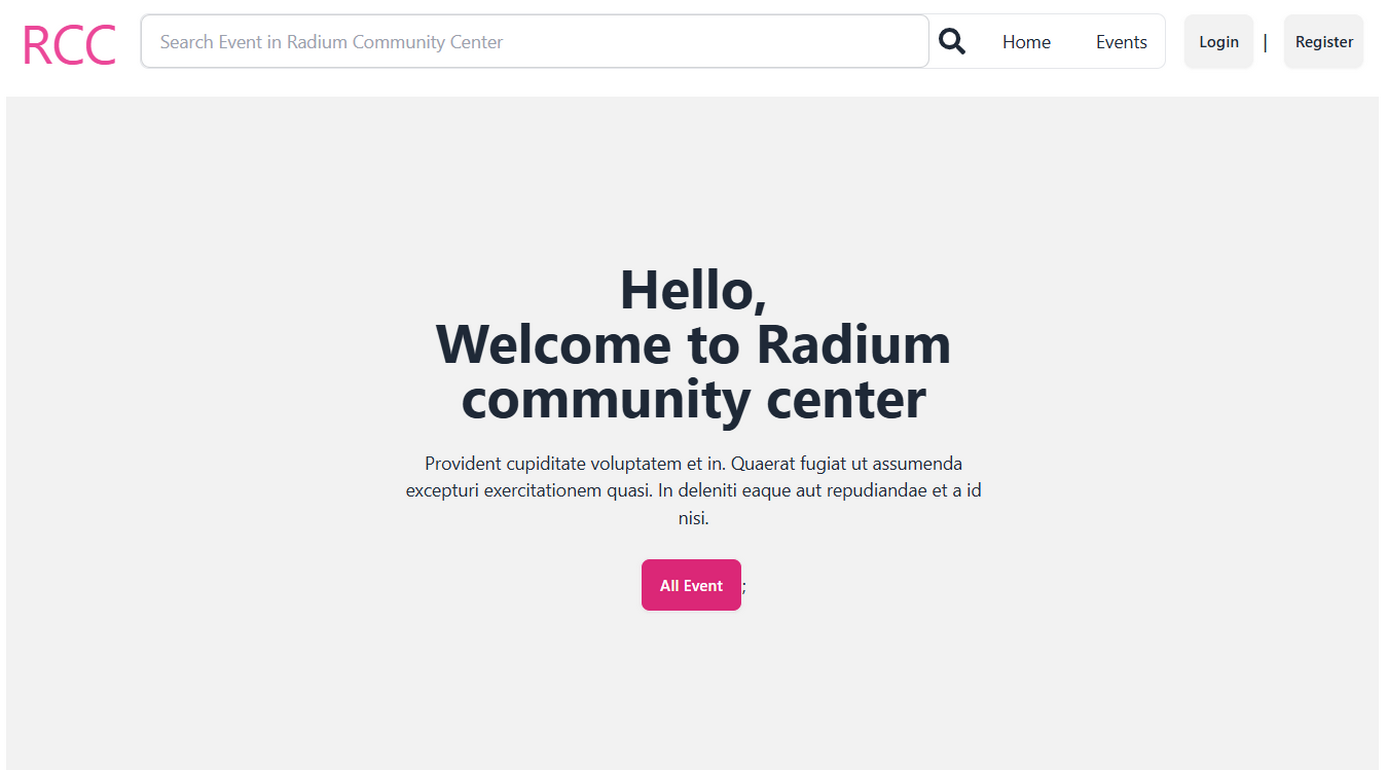 RCC
Search Event in Radium Community Center
Home
Events
Login
|
Register
Hello,
Welcome to Radium
community center
Provident cupiditate voluptatem et in. Quaerat fugiat ut assumenda
excepturi exercitationem quasi. In deleniti eaque aut repudiandae et a id
nisi.
All Event;